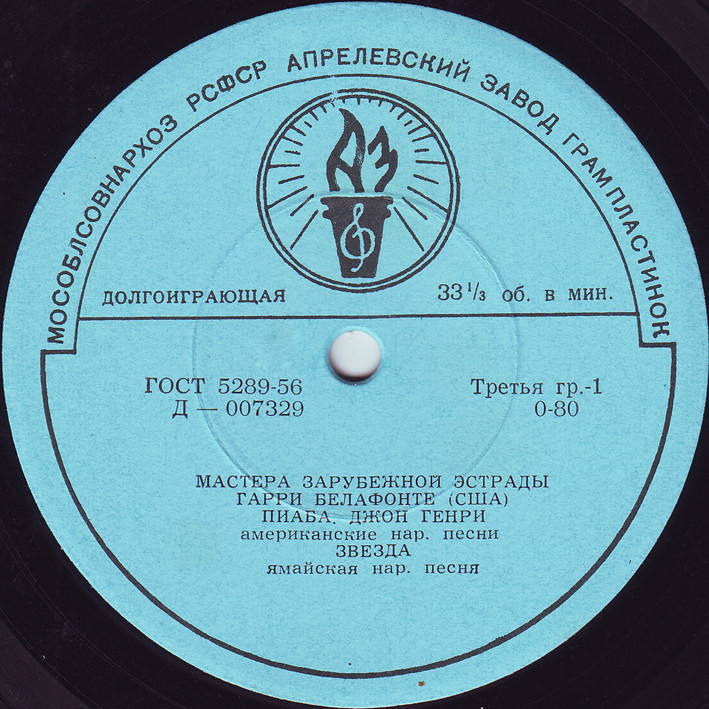 МОСОБЛСОВНАРХОЗ РСФСР АПРЕЛЕВСКИЙ ЗАВОД ГРАМПЛАСТИНОК
АЗ
ДОЛГОИГРАЮЩАЯ 33 1/3 об. в мин.
ГОСТ 5289-56 Третья гр.-1
Д — 007329 0-80
МАСТЕРА ЗАРУБЕЖНОЙ ЭСТРАДЫ
ГАРРИ БЕЛАФОНТЕ (США)
ПИАБА, ДЖОН ГЕНРИ
американские нар. песни
ЗВЕЗДА
ямайская нар. песня